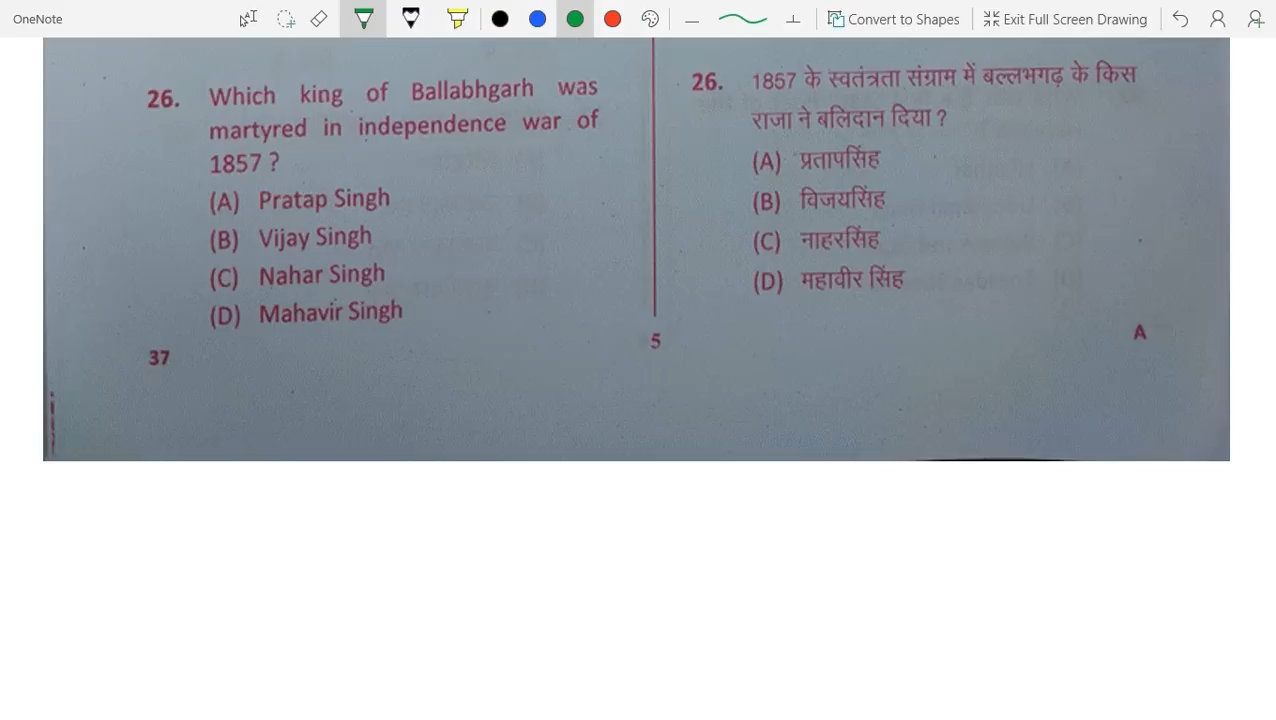 OneNote
Convert to Shapes
Exit Full Screen Drawing
26. Which king of Ballabhgarh was
martyred in independence war of
1857 ?
(A) Pratap Singh
(B) Vijay Singh
(C) Nahar Singh
(D) Mahavir Singh
37
26. 1857 के स्वतंत्रता संग्राम में बल्लभगढ़ के किस
राजा ने बलिदान दिया ?
(A) प्रतापसिंह
(B) विजयसिंह
(C) नाहरसिंह
(D) महावीर सिंह
5
A